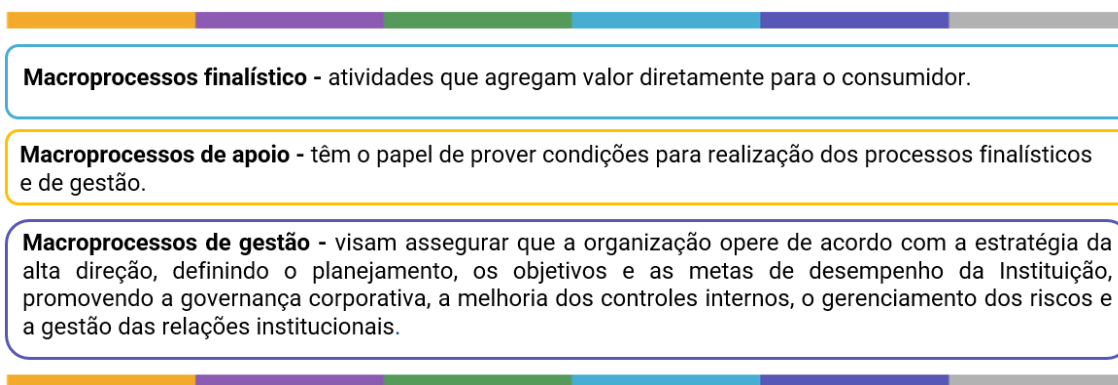 Macroprocessos finalístico - atividades que agregam valor diretamente para o consumidor.
Macroprocessos de apoio - têm o papel de prover condições para realização dos processos finalísticos
e de gestão.
Macroprocessos de gestão - visam assegurar que a organização opere de acordo com a estratégia da
alta direção, definindo o planejamento, os objetivos e as metas de desempenho da Instituição,
promovendo a governança corporativa, a melhoria dos controles internos, o gerenciamento dos riscos e
a gestão das relações institucionais.